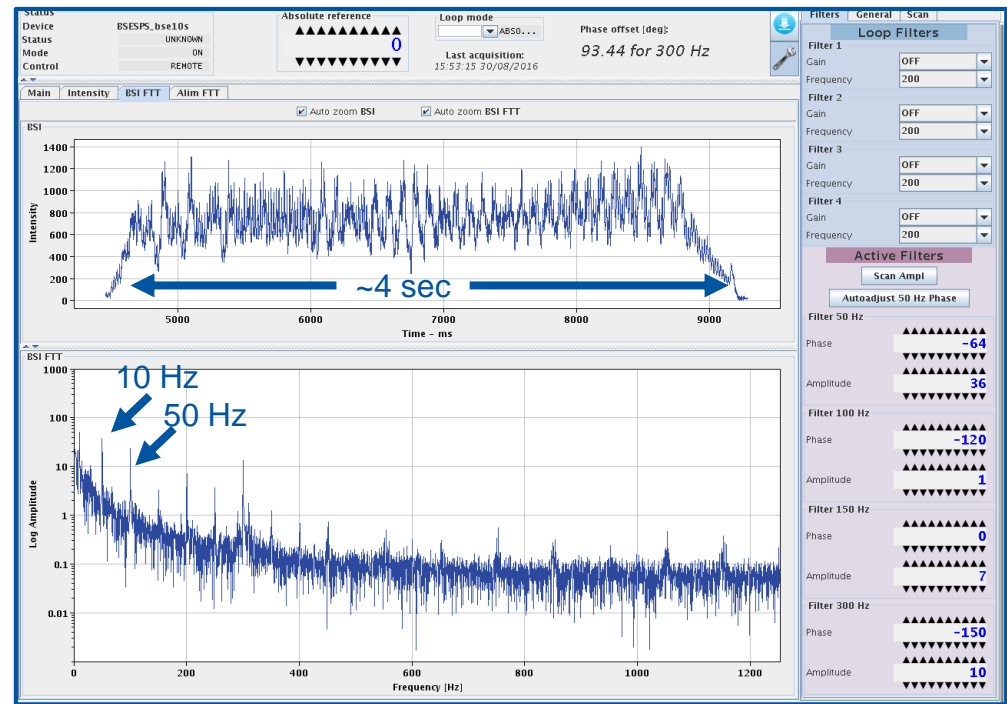 Status
Device BSESPS_bse10s
Status UNKNOWN
Mode ON
Control REMOTE
Absolute reference
0
Loop mode
ABSO...
Last acquisition:
15:53:15 30/08/2016
Phase offset [deg]:
93.44 for 300 Hz
Main Intensity BSI FTT Alim FTT
Auto zoom BSI Auto zoom BSI FTT
BSI
1400
1200
1000
800
600
400
200
0
Intensity
~4 sec
5000 6000 7000 8000 9000
Time - ms
BSI FTT
1000
100
10
1
0.1
0.01
Log Amplitude
10 Hz
50 Hz
0 200 400 600 800 1000 1200
Frequency [Hz]
Filters General Scan
Loop Filters
Filter 1
Gain OFF
Frequency 200
Filter 2
Gain OFF
Frequency 200
Filter 3
Gain OFF
Frequency 200
Filter 4
Gain OFF
Frequency 200
Active Filters
Scan Ampl
Autoadjust 50 Hz Phase
Filter 50 Hz
Phase -64
Amplitude 36
Filter 100 Hz
Phase -120
Amplitude 1
Filter 150 Hz
Phase 0
Amplitude 7
Filter 300 Hz
Phase -150
Amplitude 10